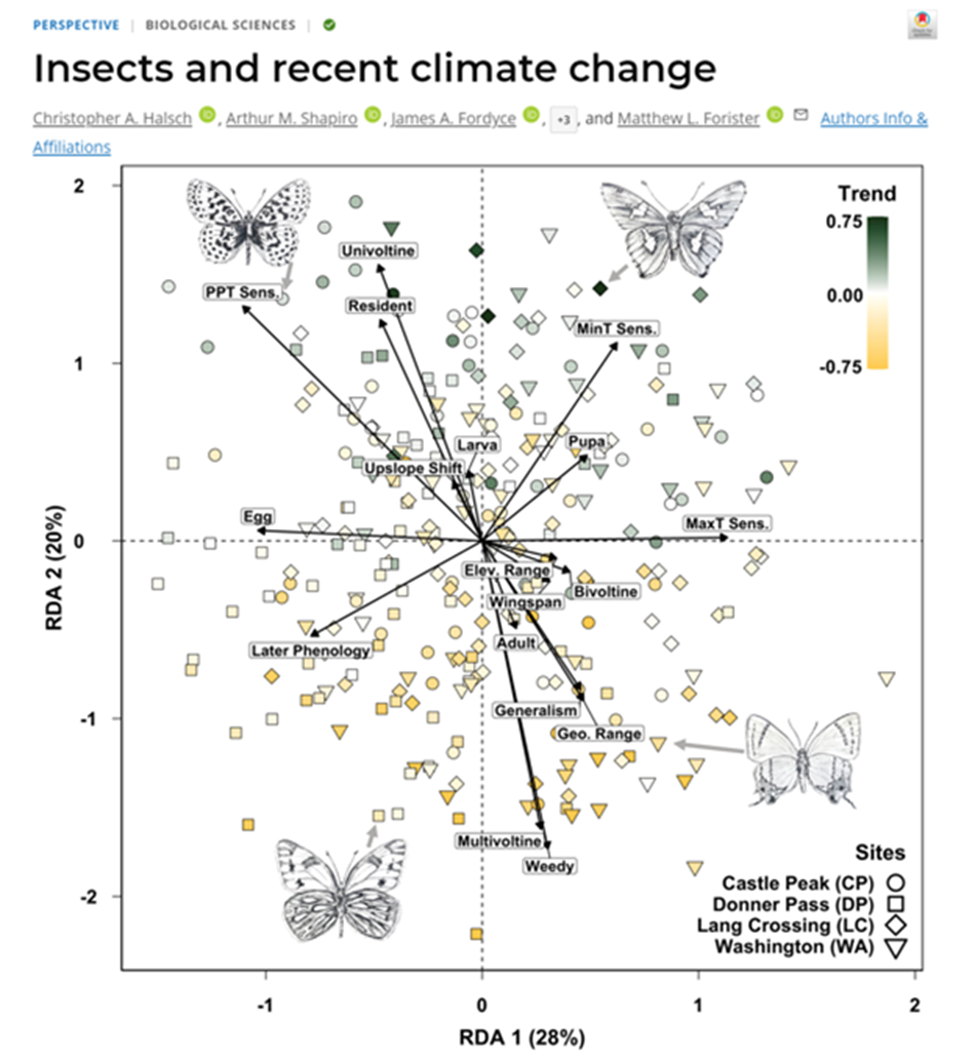 PERSPECTIVE | BIOLOGICAL SCIENCES |
Insects and recent climate change
Christopher A. Halsch, Arthur M. Shapiro, James A. Fordyce, +3, and Matthew L. Forister Authors Info &
Affiliations
2
Trend
0.75
Univoltine
PPT Sens.
0.00
Resident
MinT Sens.
-0.75
1
Larva
Pupa
Upslope Shift
Egg
MaxT Sens.
0
Elev. Range
Bivoltine
Wingspan
Adult
Later Phenology
-1
Generalism
Geo. Range
Multivoltine
Weedy
Sites
Castle Peak (CP)
Donner Pass (DP)
Lang Crossing (LC)
Washington (WA)
-2
RDA 2 (20%)
-1 0 1 2
RDA 1 (28%)